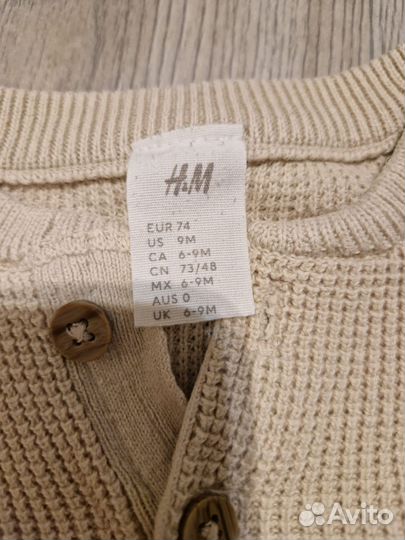 H&M
EUR 74
US 9M
CA 6-9M
CN 73/48
MX 6-9M
AUS 0
UK 6-9M
Avito